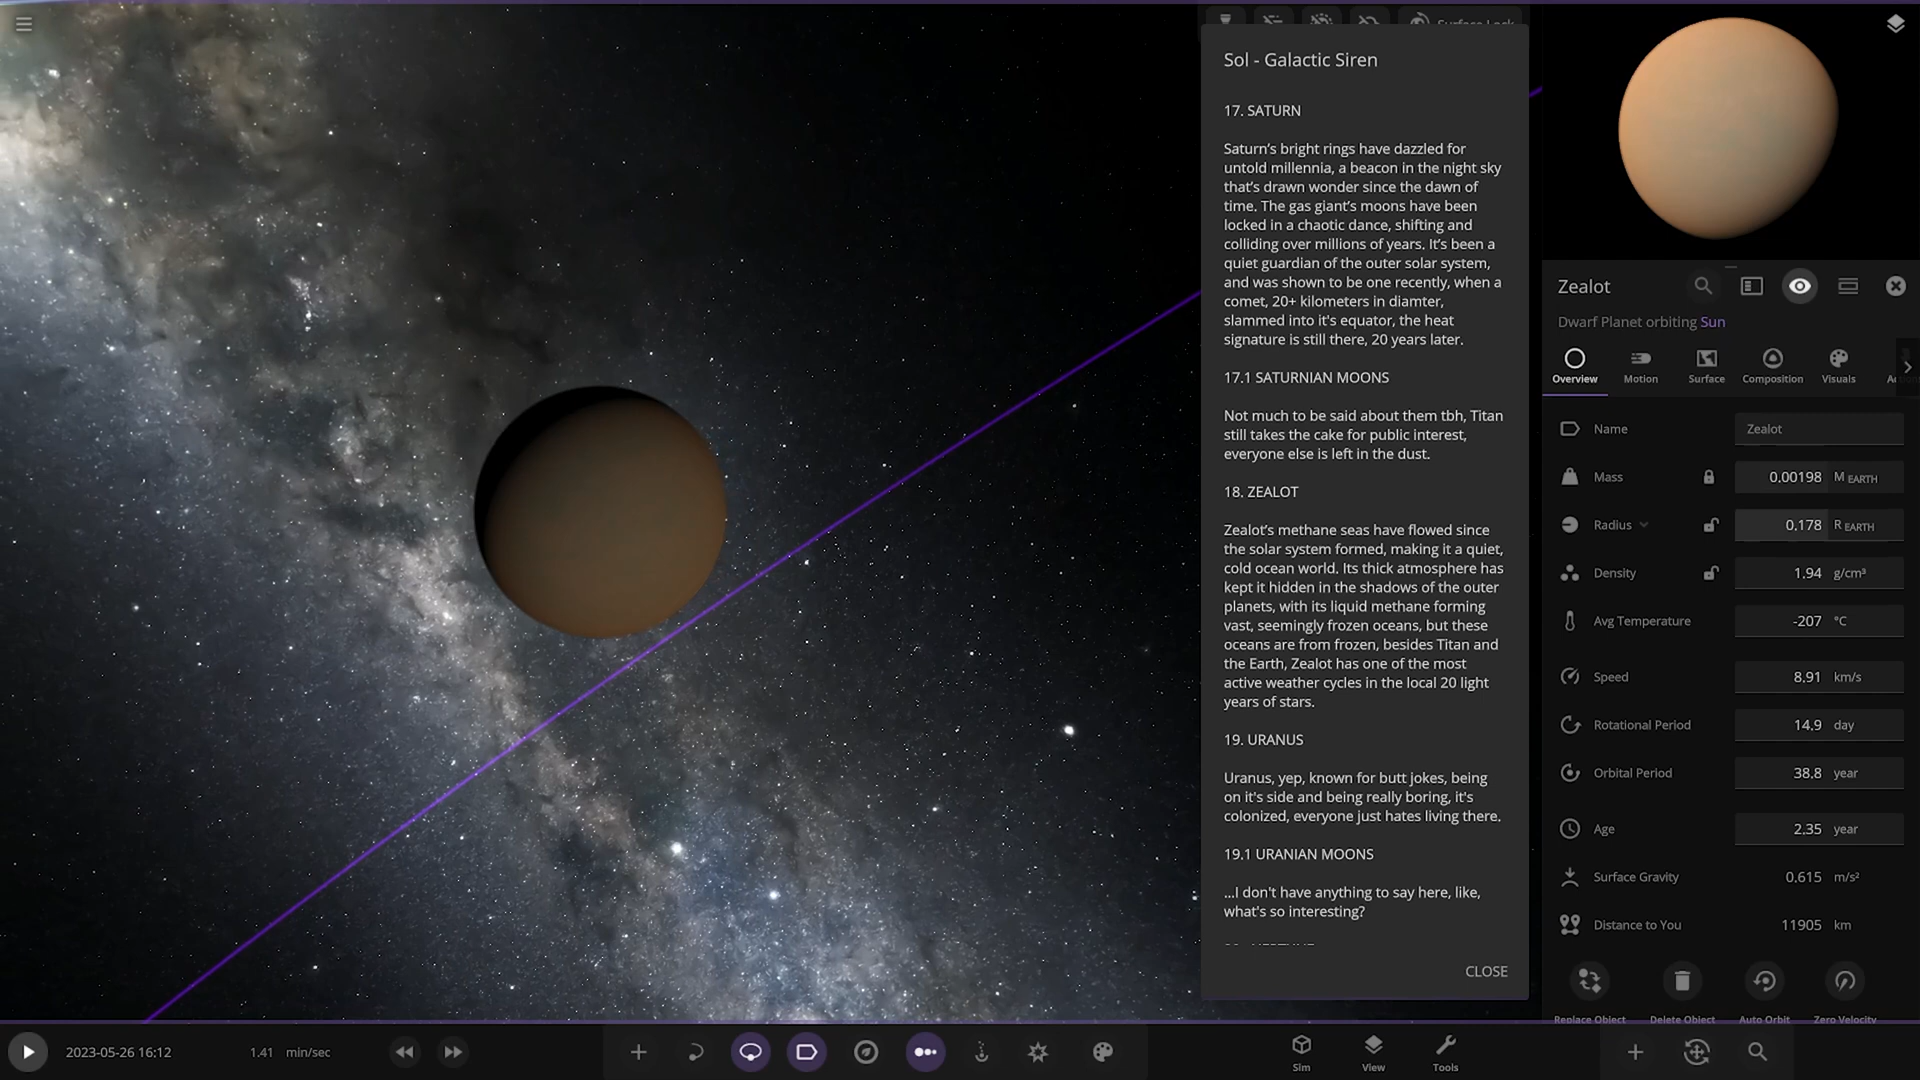 Surface Lock
Sol - Galactic Siren
17. SATURN
Saturn's bright rings have dazzled for
untold millennia, a beacon in the night sky
that's drawn wonder since the dawn of
time. The gas giant's moons have been
locked in a chaotic dance, shifting and
colliding over millions of years. It's been a
quiet guardian of the outer solar system,
and was shown to be one recently, when a
comet, 20+ kilometers in diamter,
slammed into it's equator, the heat
signature is still there, 20 years later.
17.1 SATURNIAN MOONS
Not much to be said about them tbh, Titan
still takes the cake for public interest,
everyone else is left in the dust.
18. ZEALOT
Zealot's methane seas have flowed since
the solar system formed, making it a quiet,
cold ocean world. Its thick atmosphere has
kept it hidden in the shadows of the outer
planets, with its liquid methane forming
vast, seemingly frozen oceans, but these
oceans are from frozen, besides Titan and
the Earth, Zealot has one of the most
active weather cycles in the local 20 light
years of stars.
19. URANUS
Uranus, yep, known for butt jokes, being
on it's side and being really boring, it's
colonized, everyone just hates living there.
19.1 URANIAN MOONS
...I don't have anything to say here, like,
what's so interesting?
CLOSE
Zealot
Dwarf Planet orbiting Sun
Overview Motion Surface Composition Visuals
Name Zealot
Mass 0.00198 M EARTH
Radius 0.178 R EARTH
Density 1.94 g/cm³
Avg Temperature -207 °C
Speed 8.91 km/s
Rotational Period 14.9 day
Orbital Period 38.8 year
Age 2.35 year
Surface Gravity 0.615 m/s²
Distance to You 11905 km
Replace Object Delete Object Auto Orbit Zero Velocity
2023-05-26 16:12 1.41 min/sec Sim View Tools